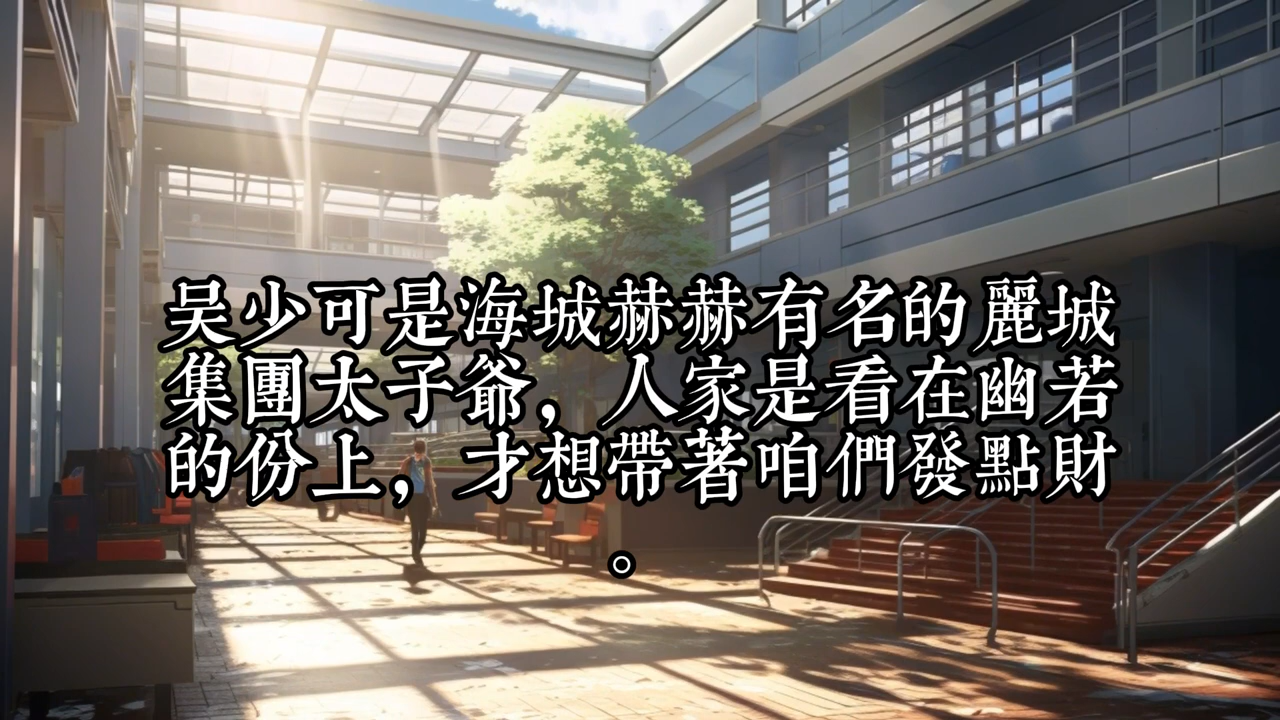 吴少可是海城赫赫有名的麗城
集團太子爺，人家是看在幽若
的份上，才想帶著咱們發點財
。